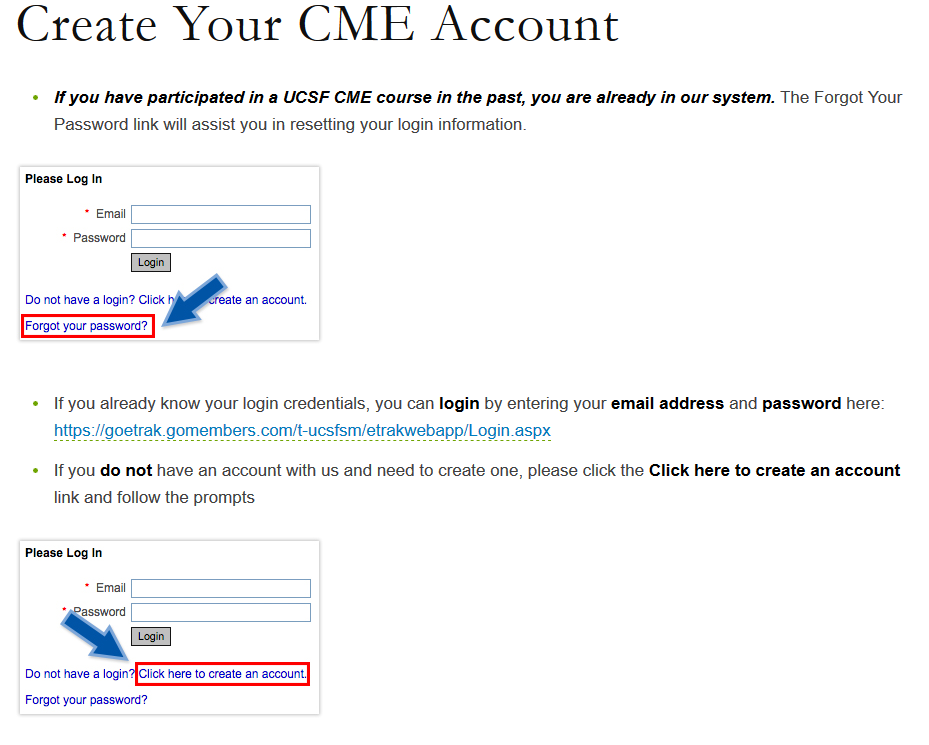 Create Your CME Account
If you have participated in a UCSF CME course in the past, you are already in our system. The Forgot Your
Password link will assist you in resetting your login information.
Please Log In
* Email
* Password
Login
Do not have a login? Click create an account.
Forgot your password?
If you already know your login credentials, you can login by entering your email address and password here:
https://goetrak.gomembers.com/t-ucsfsm/etrakwebapp/Login.aspx
If you do not have an account with us and need to create one, please click the Click here to create an account
link and follow the prompts
Please Log In
* Email
* Password
Login
Do not have a login? Click here to create an account.
Forgot your password?